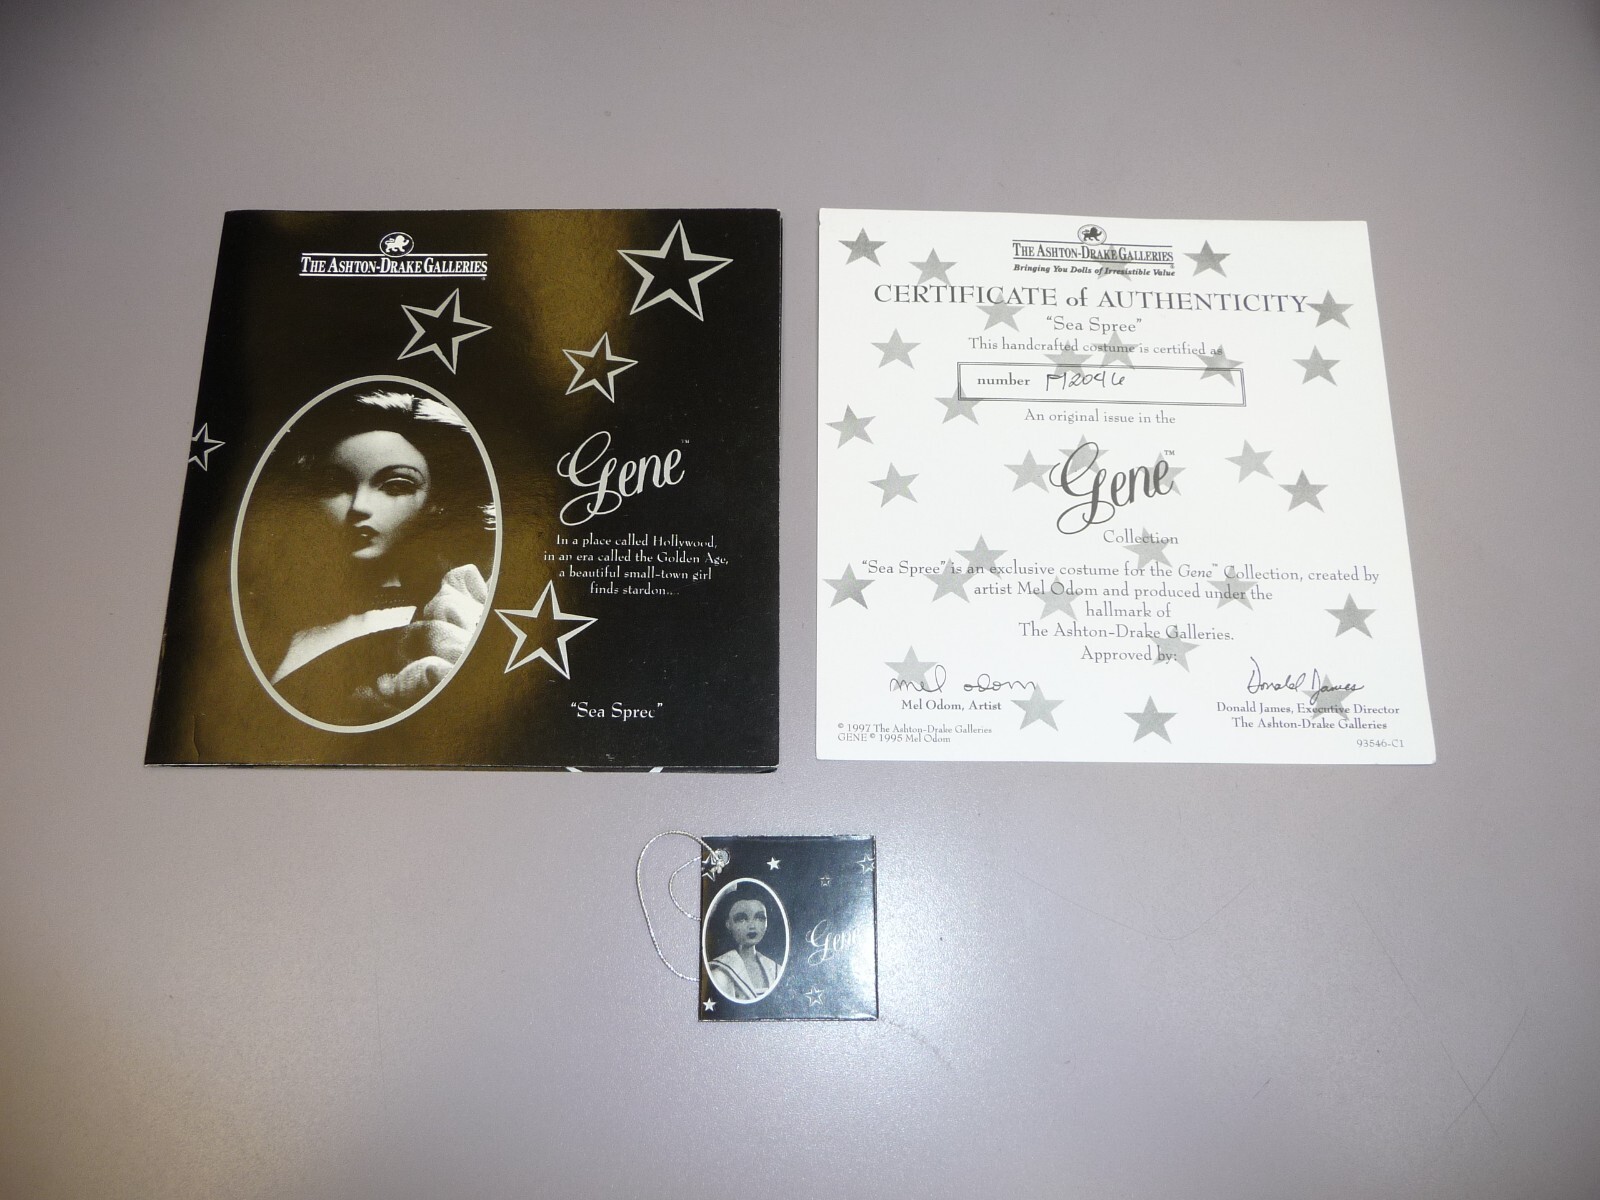 THE ASHTON-DRAKE GALLERIES
Gene™
In a place called Hollywood,
in an era called the Golden Age,
a beautiful small-town girl
finds stardom...
"Sea Spree"
THE ASHTON-DRAKE GALLERIES
Bringing You Dolls of Irresistible Value
CERTIFICATE of AUTHENTICITY
"Sea Spree"
This handcrafted costume is certified as
number
An original issue in the
Gene™
Collection
"Sea Spree" is an exclusive costume for the Gene™ Collection, created by
artist Mel Odom and produced under the
hallmark of
The Ashton-Drake Galleries.
Approved by:
mel odom
Donald James
Mel Odom, Artist
Donald James, Executive Director
The Ashton-Drake Galleries
© 1997 The Ashton-Drake Galleries
GENE © 1995 Mel Odom
93546-C1
Gene